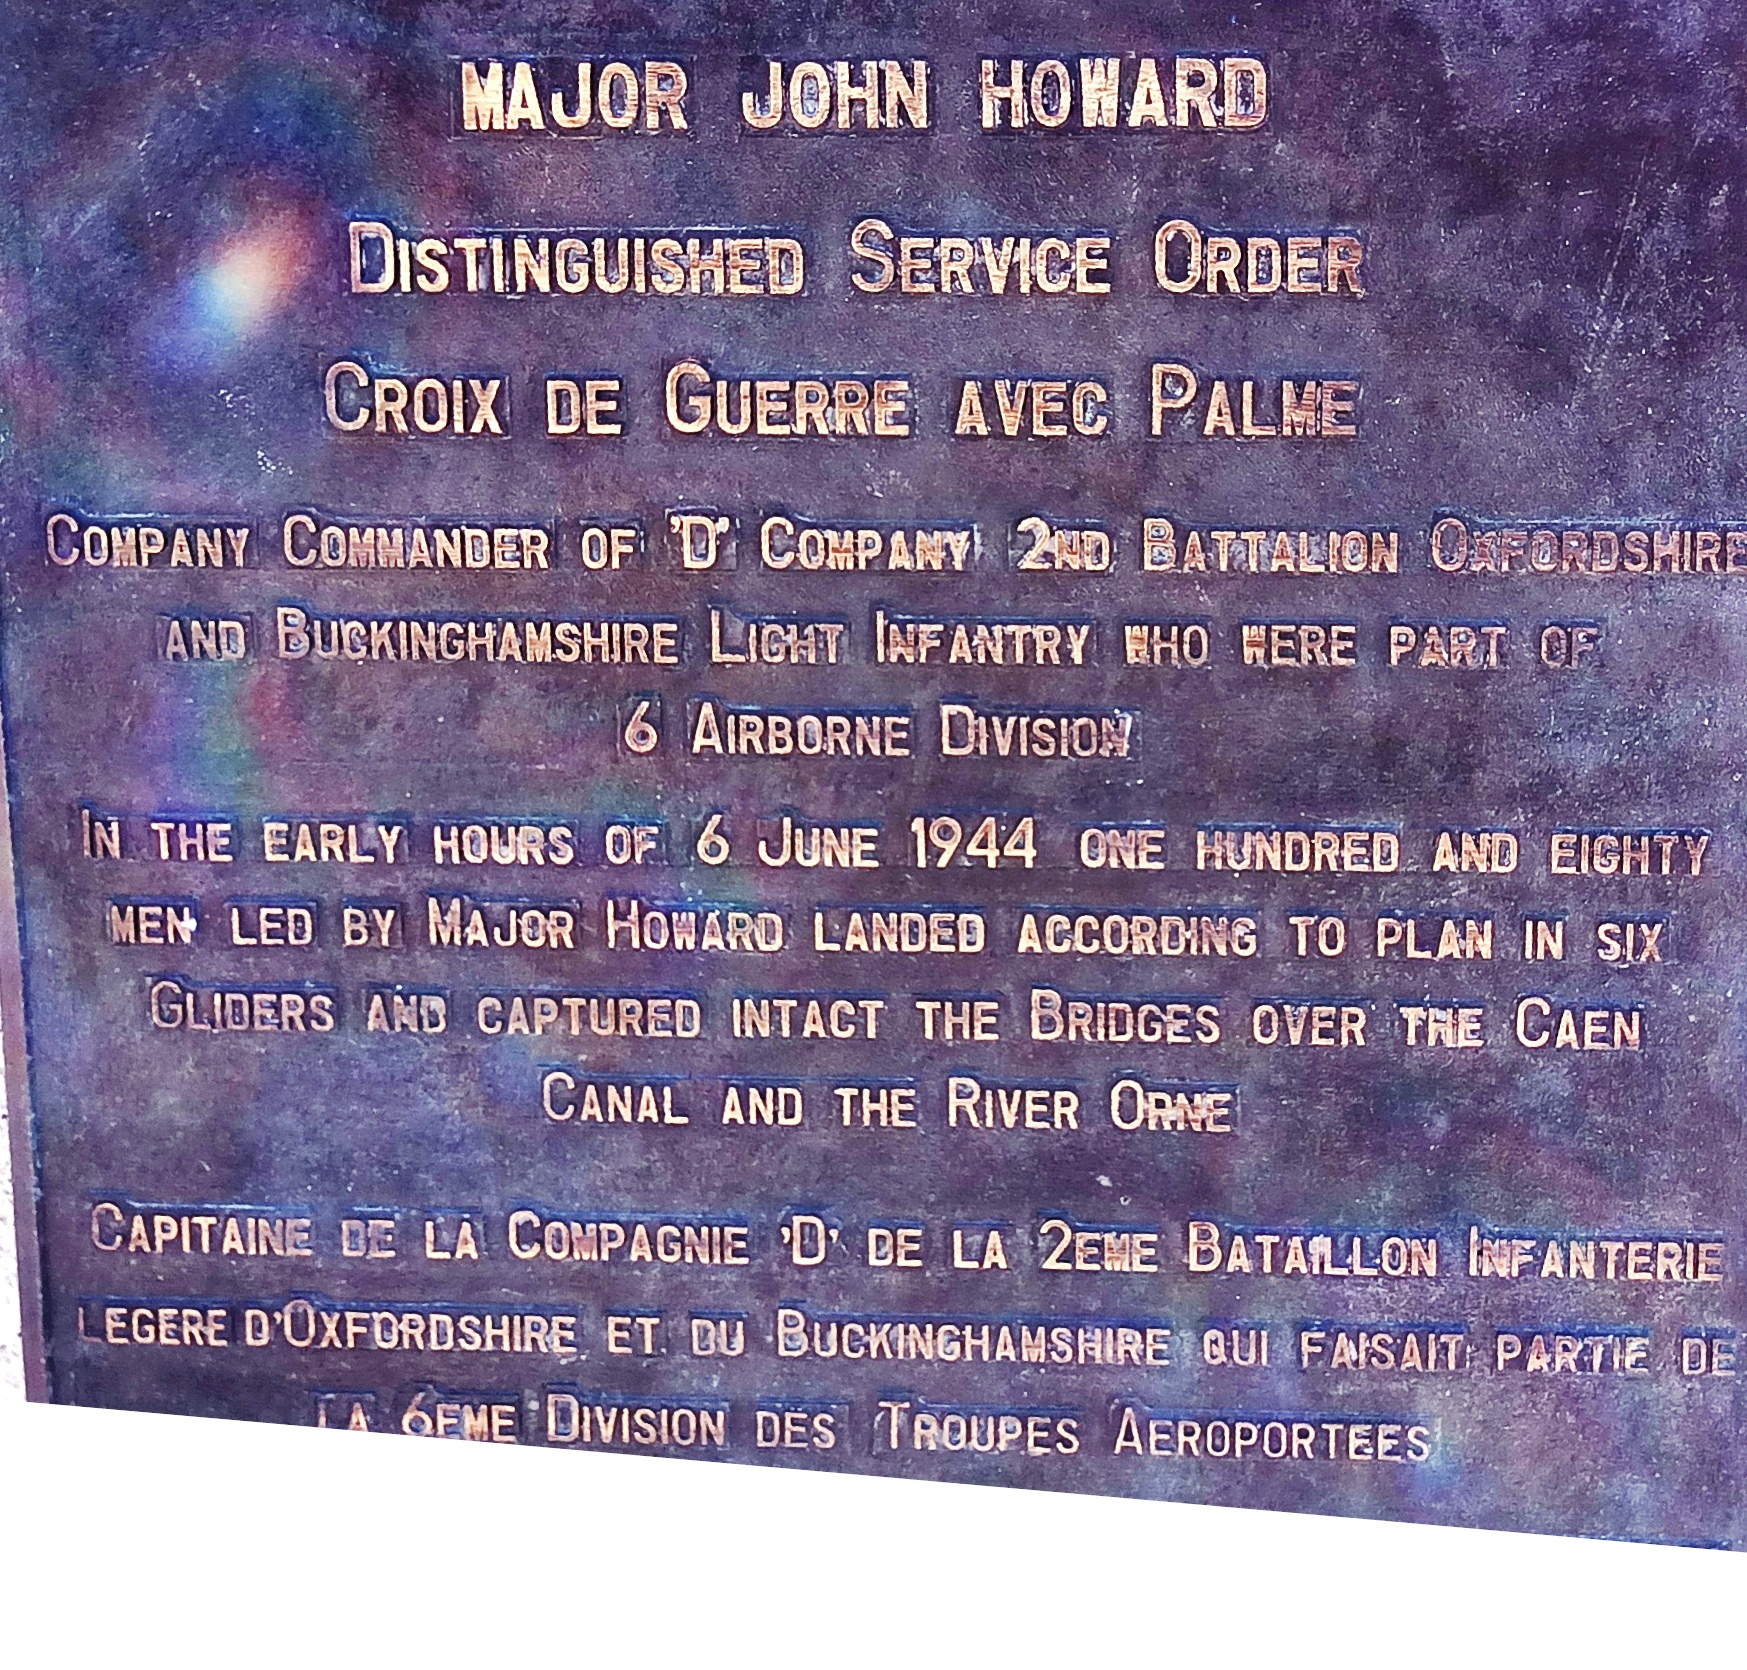 MAJOR JOHN HOWARD
DISTINGUISHED SERVICE ORDER
CROIX DE GUERRE AVEC PALME
COMPANY COMMANDER OF 'D' COMPANY 2ND BATTALION OXFORDSHIRE
AND BUCKINGHAMSHIRE LIGHT INFANTRY WHO WERE PART OF
6 AIRBORNE DIVISION
IN THE EARLY HOURS OF 6 JUNE 1944 ONE HUNDRED AND EIGHTY
MEN LED BY MAJOR HOWARD LANDED ACCORDING TO PLAN IN SIX
GLIDERS AND CAPTURED INTACT THE BRIDGES OVER THE CAEN
CANAL AND THE RIVER ORNE
CAPITAINE DE LA COMPAGNIE 'D' DE LA 2EME BATAILLON INFANTERIE
LEGERE D'OXFORDSHIRE ET DU BUCKINGHAMSHIRE QUI FAISAIT PARTIE DE
LA 6EME DIVISION DES TROUPES AEROPORTEES